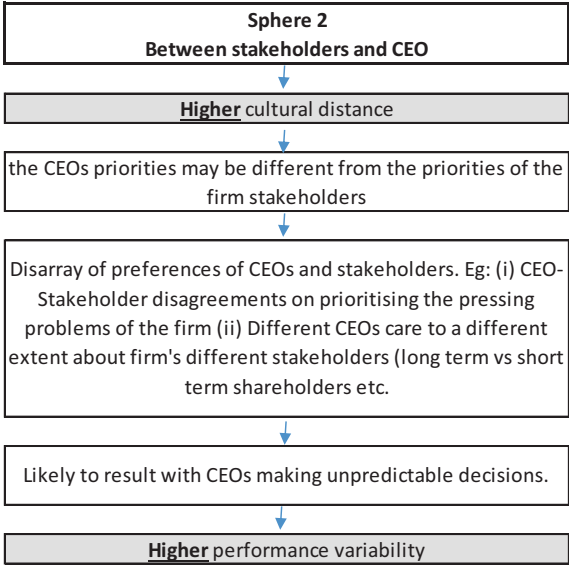 Sphere 2
Between stakeholders and CEO
Higher cultural distance
the CEOs priorities may be different from the priorities of the
firm stakeholders
Disarray of preferences of CEOs and stakeholders. Eg: (i) CEO-
Stakeholder disagreements on prioritising the pressing
problems of the firm (ii) Different CEOs care to a different
extent about firm's different stakeholders (long term vs short
term shareholders etc.
Likely to result with CEOs making unpredictable decisions.
Higher performance variability